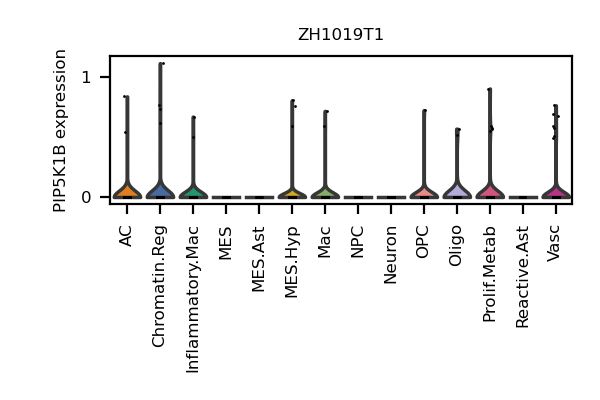 ZH1019T1
PIP5K1B expression
1
0
AC
Chromatin.Reg
Inflammatory.Mac
MES
MES.Ast
MES.Hyp
Mac
NPC
Neuron
OPC
Oligo
Prolif.Metab
Reactive.Ast
Vasc